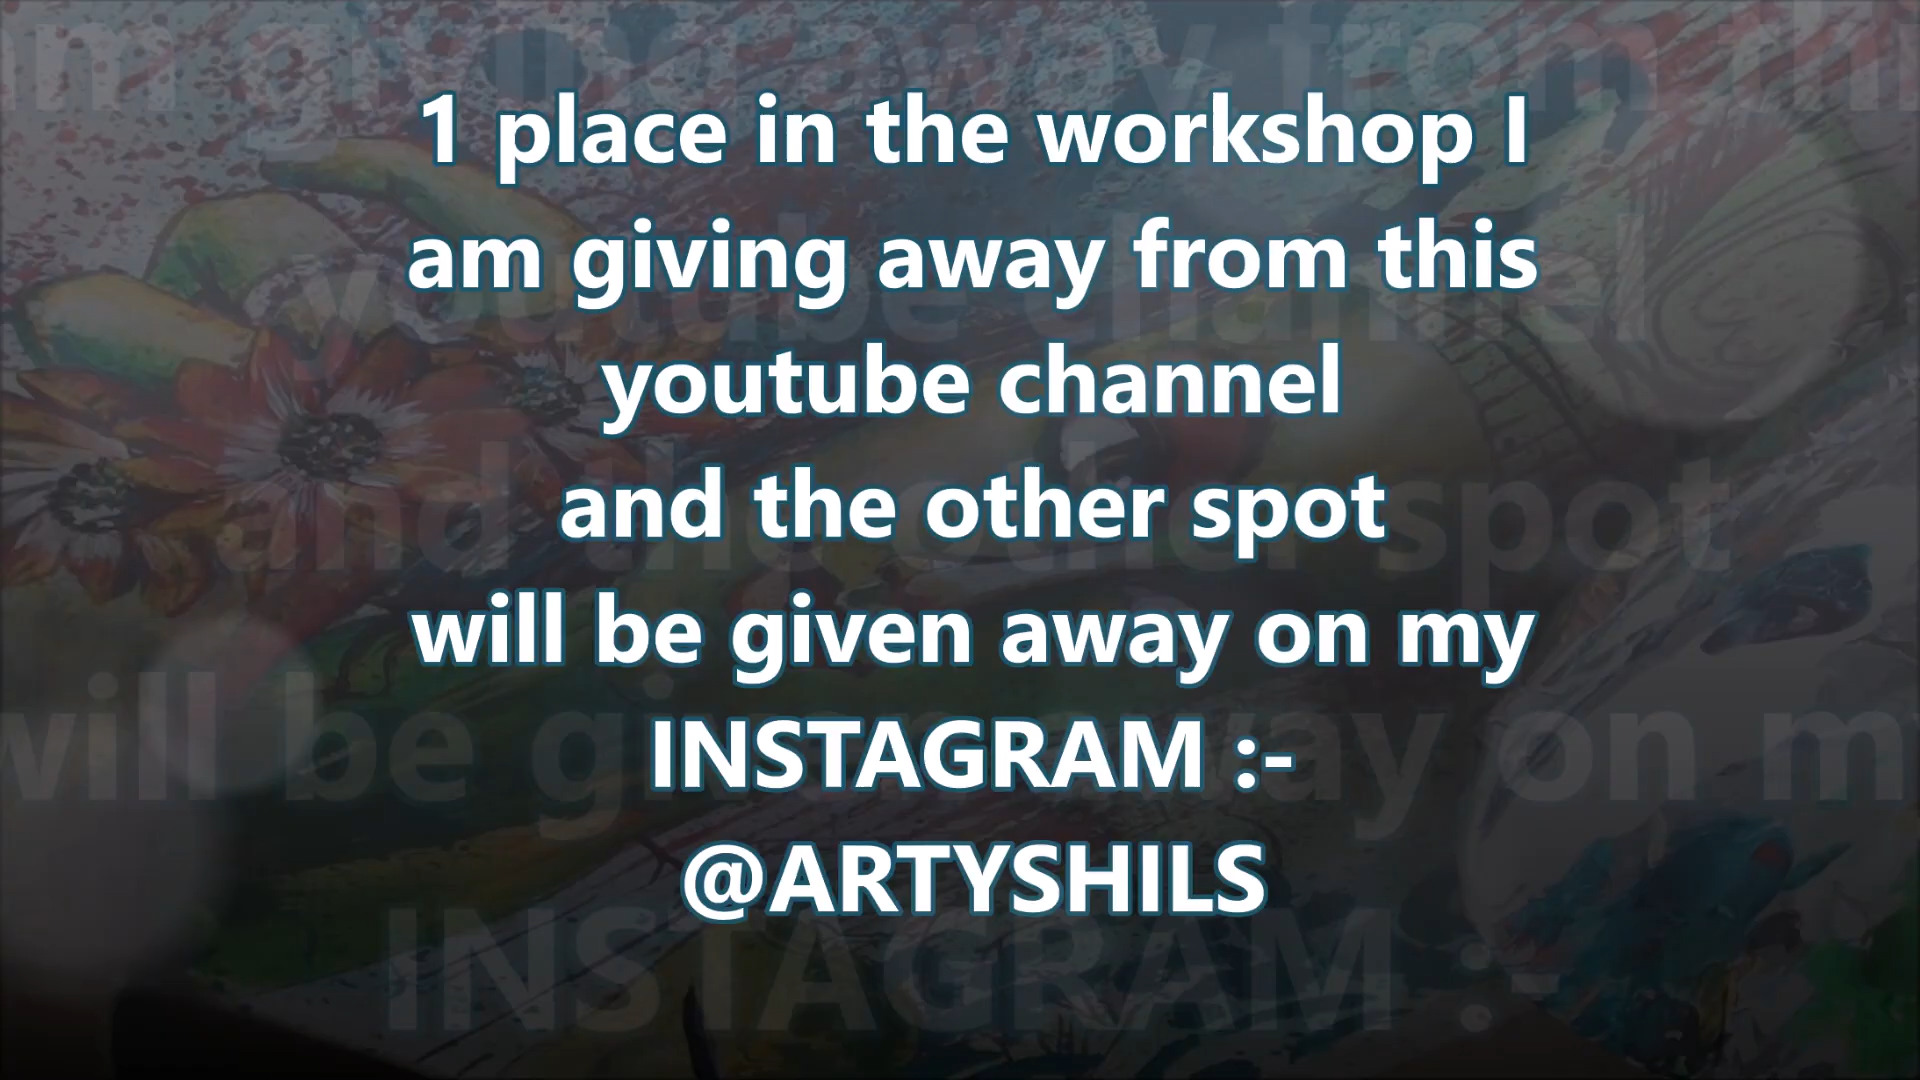 1 place in the workshop I
am giving away from this
youtube channel
and the other spot
will be given away on my
INSTAGRAM :-
@ARTYSHILS